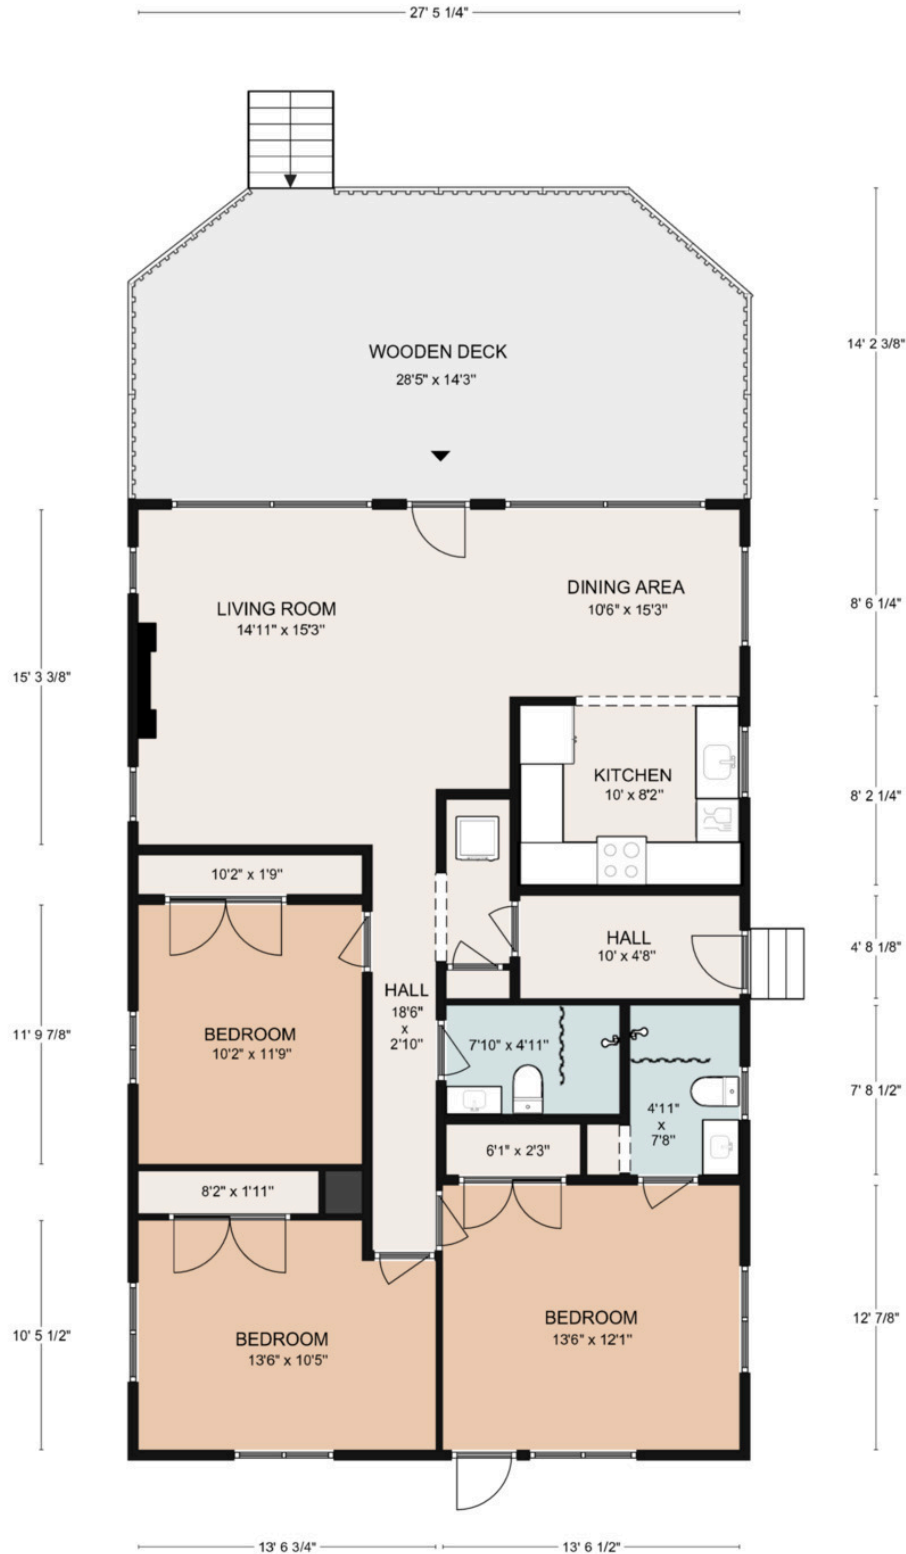 27' 5 1/4"
WOODEN DECK
28'5" x 14'3"
14' 2 3/8"
LIVING ROOM
14'11" x 15'3"
DINING AREA
10'6" x 15'3"
8' 6 1/4"
15' 3 3/8"
KITCHEN
10' x 8'2"
8' 2 1/4"
10'2" x 1'9"
HALL
10' x 4'8"
4' 8 1/8"
HALL
18'6"
x
2'10"
BEDROOM
10'2" x 11'9"
11' 9 7/8"
7'10" x 4'11"
4'11"
x
7'8"
7' 8 1/2"
6'1" x 2'3"
8'2" x 1'11"
BEDROOM
13'6" x 10'5"
10' 5 1/2"
BEDROOM
13'6" x 12'1"
12' 7/8"
13' 6 3/4"
13' 6 1/2"